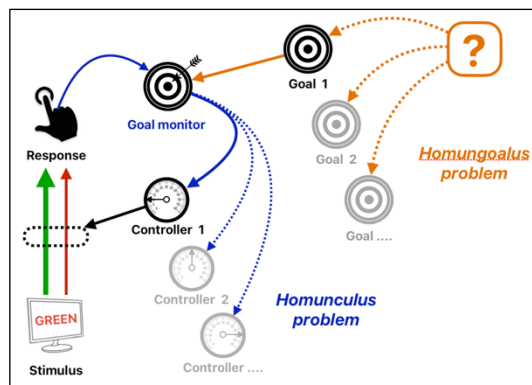 ?
Goal 1
Goal monitor
Goal 2
Response
Homungoalus
problem
Controller 1
Goal ....
Controller 2
GREEN
Homunculus
problem
Stimulus
Controller ....